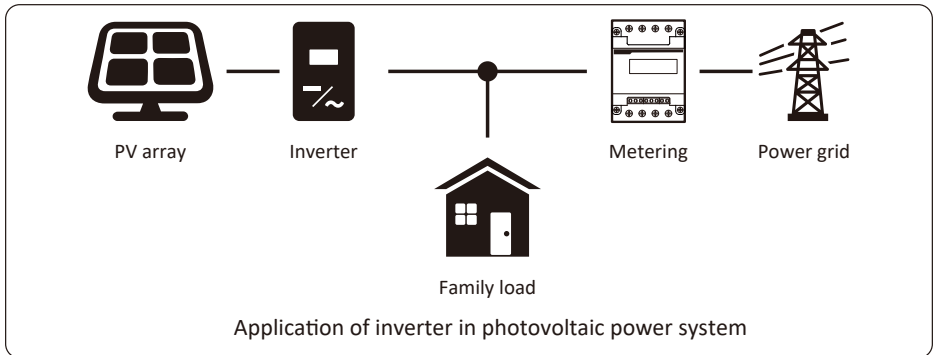 PV array
Inverter
Metering
Power grid
Family load
Application of inverter in photovoltaic power system